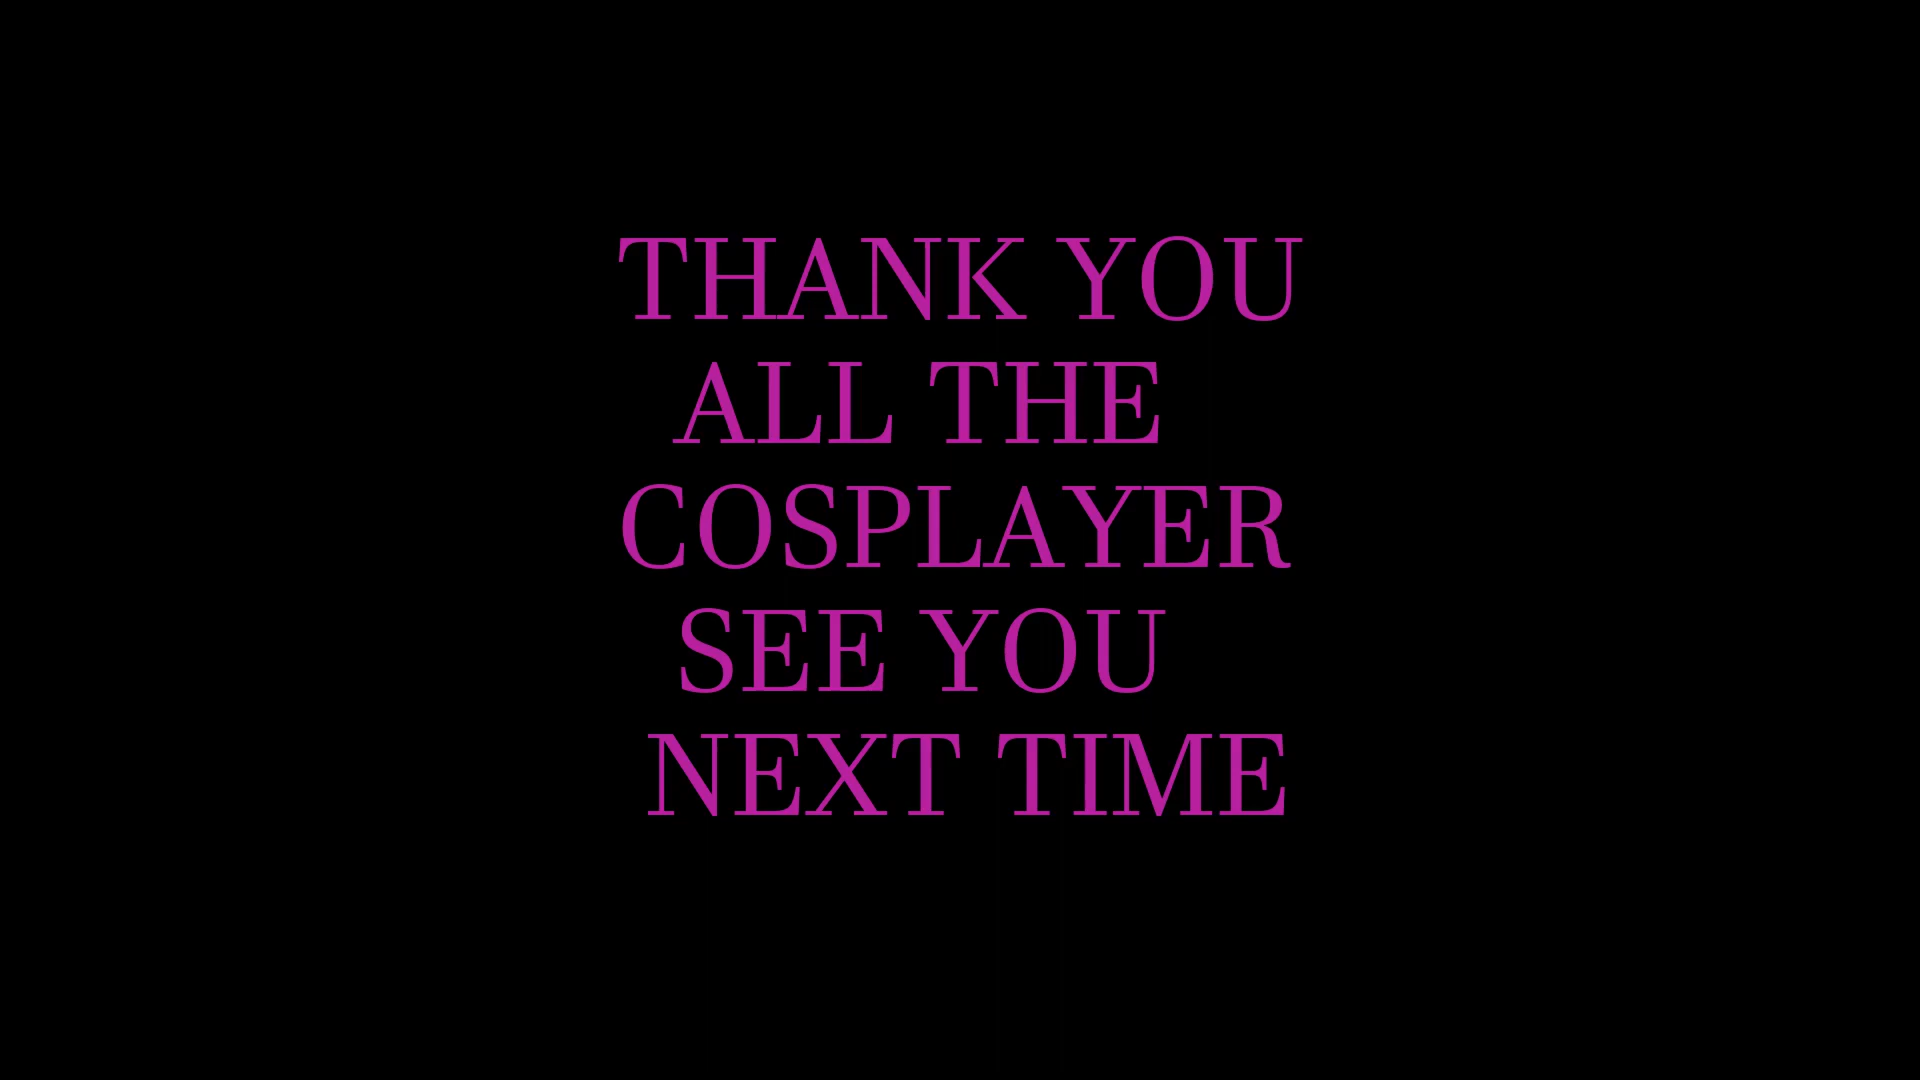 THANK YOU
ALL THE
COSPLAYER
SEE YOU
NEXT TIME